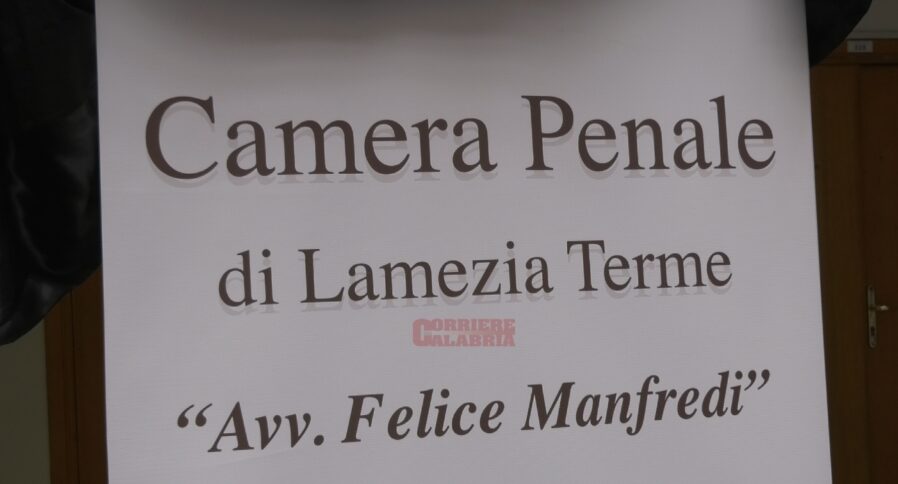 Camera Penale
di Lamezia Terme
CORRIERE
CALABRIA
“Avv. Felice Manfredi”